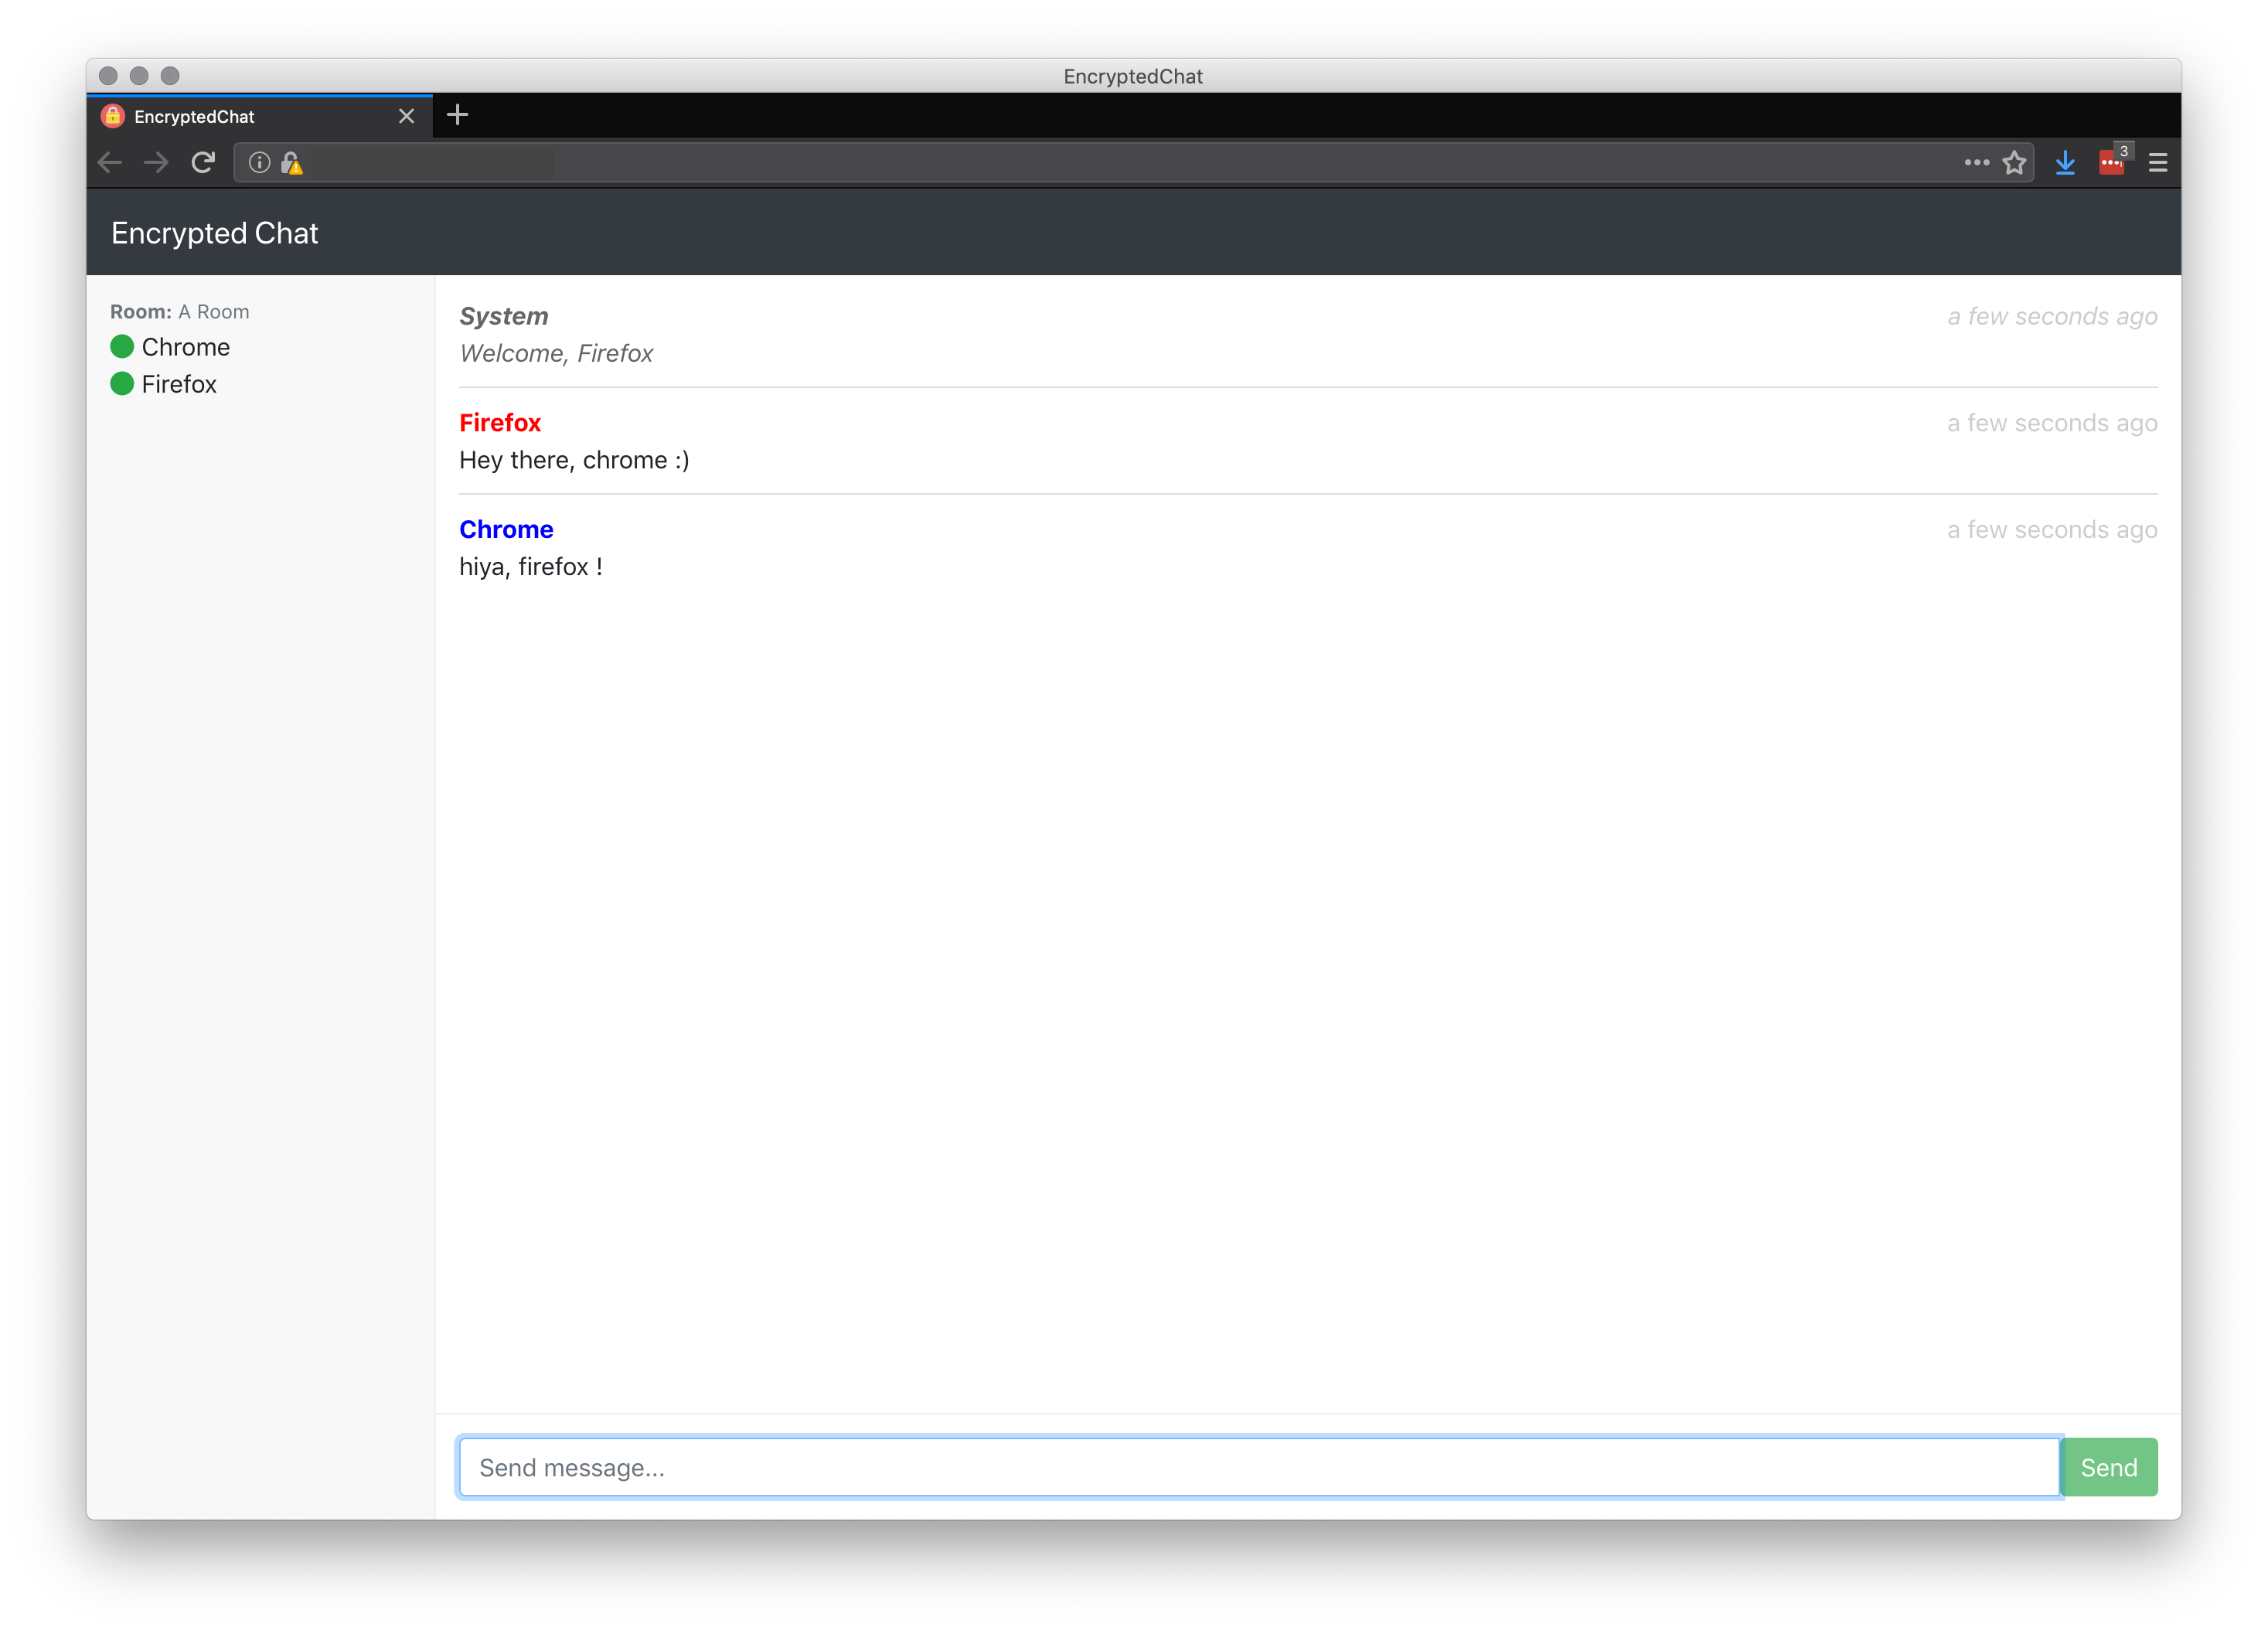 EncryptedChat
EncryptedChat
3
Encrypted Chat
Room: A Room
Chrome
Firefox
System a few seconds ago
Welcome, Firefox
Firefox a few seconds ago
Hey there, chrome :)
Chrome a few seconds ago
hiya, firefox !
Send message... Send